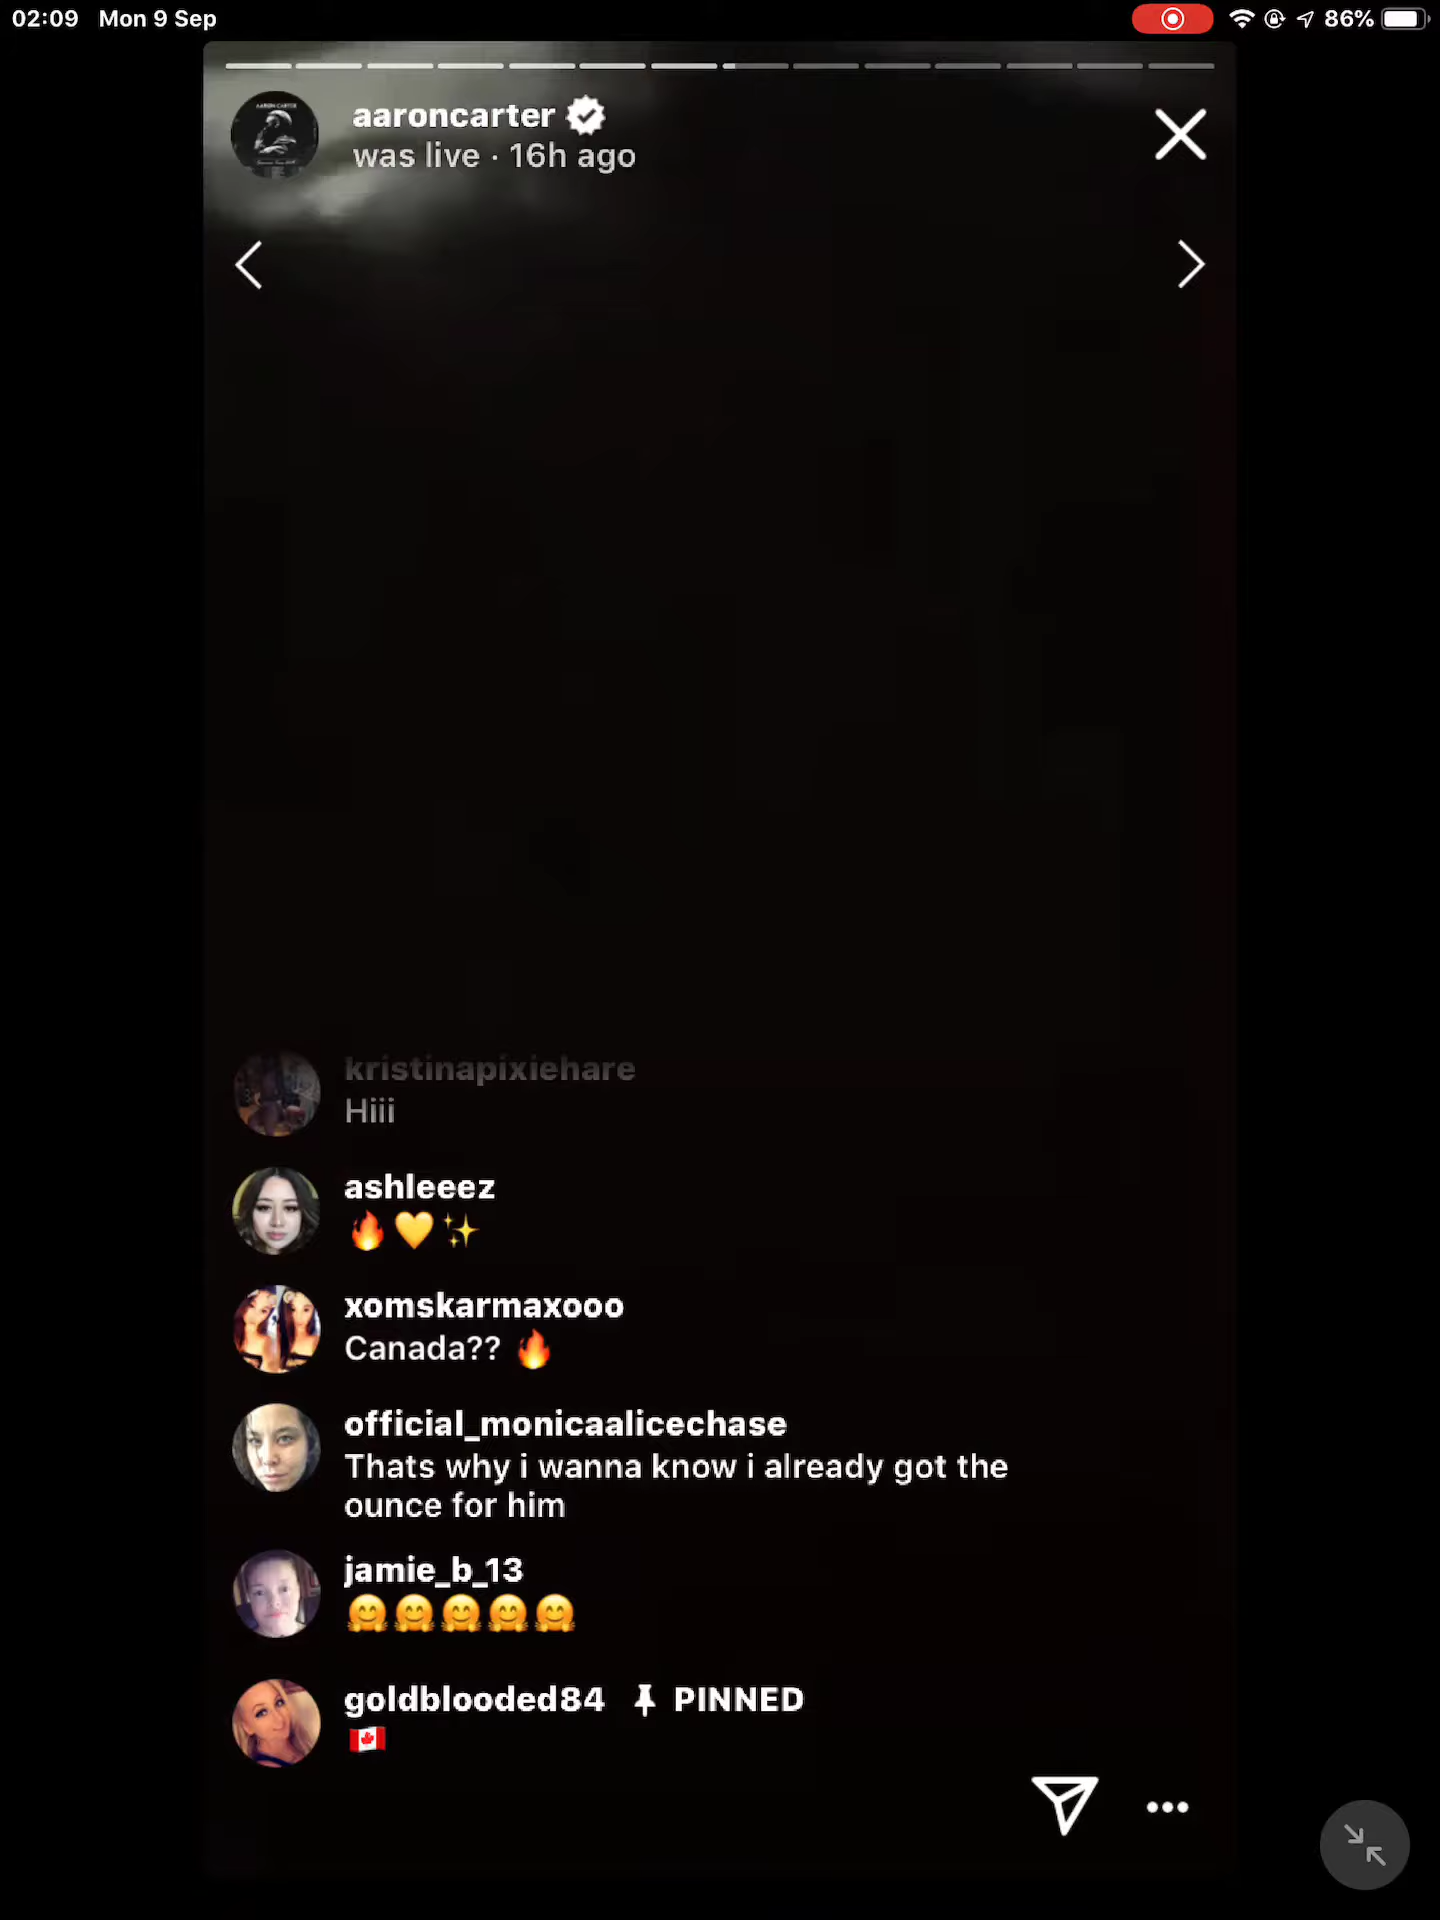 02:09 Mon 9 Sep 86%
aaroncarter
was live · 16h ago
kristinapixiehare
Hiii
ashleeez
🔥💛✨
xomskarmaxooo
Canada?? 🔥
official_monicaalicechase
Thats why i wanna know i already got the
ounce for him
jamie_b_13
🤗🤗🤗🤗🤗
goldblooded84 PINNED
🇨🇦